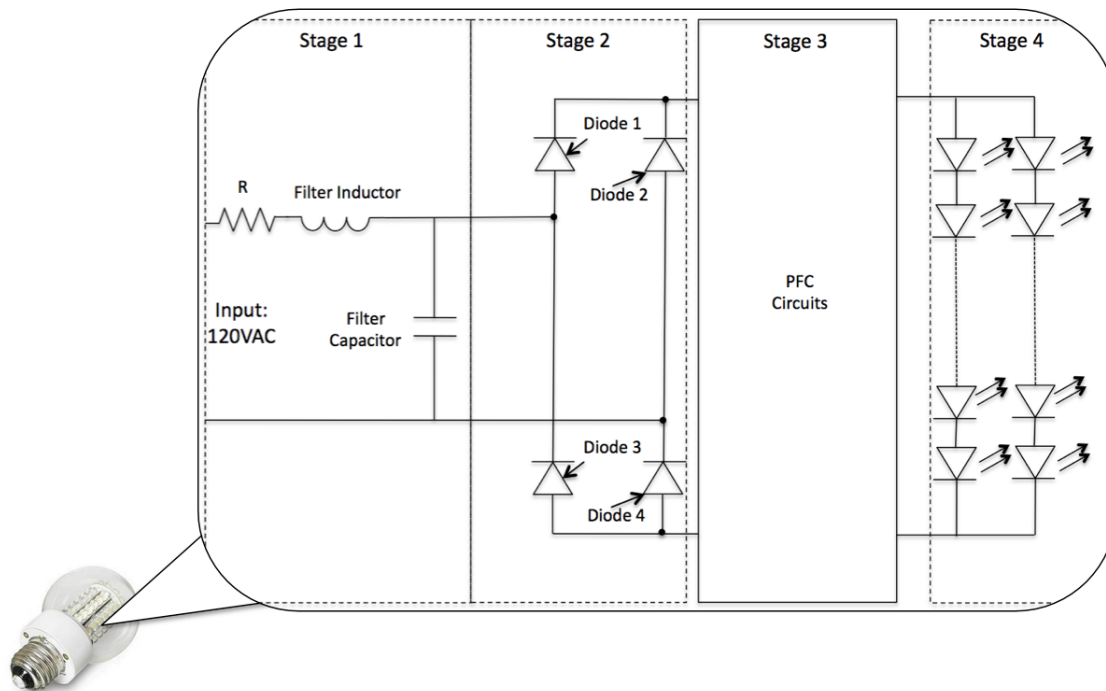 Stage 1
Stage 2
Stage 3
Stage 4
Diode 1
Diode 2
R
Filter Inductor
Input:
120VAC
Filter
Capacitor
PFC
Circuits
Diode 3
Diode 4